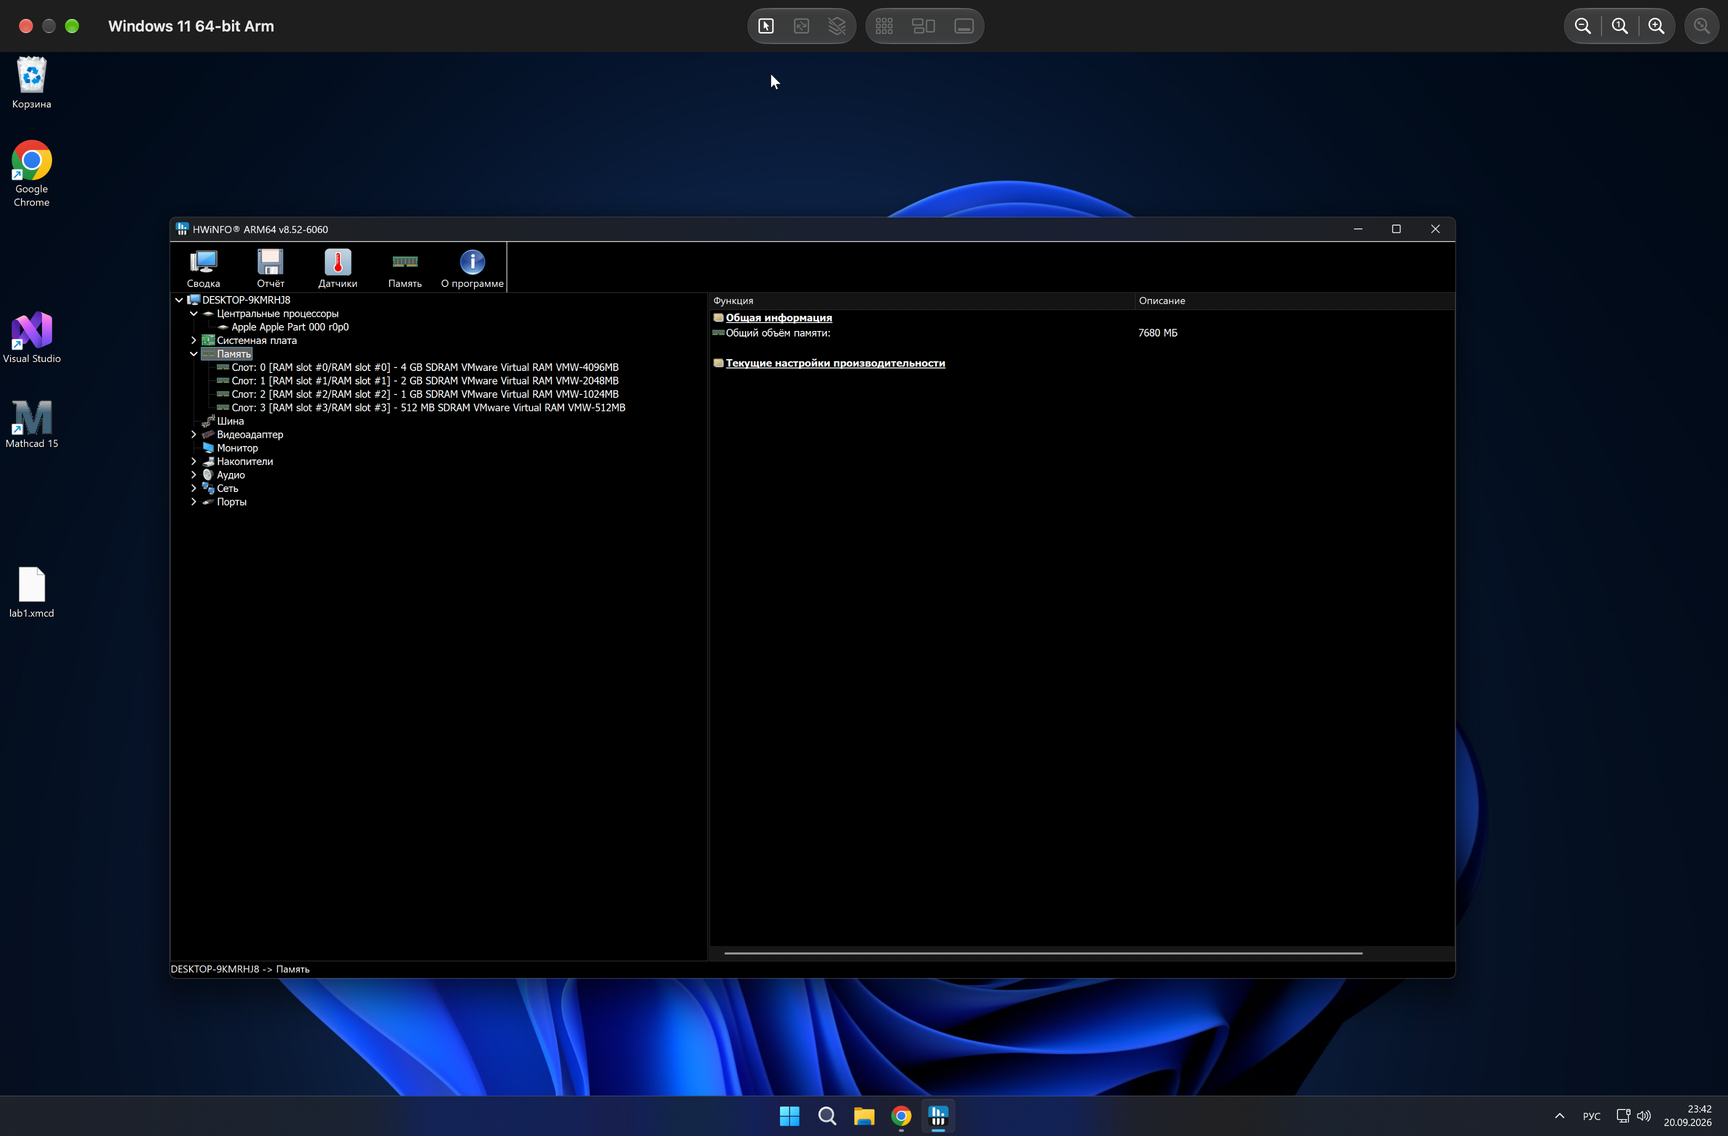 Windows 11 64-bit Arm
Корзина
Google
Chrome
Visual Studio
Mathcad 15
lab1.xmcd
HWiNFO® ARM64 v8.52-6060
Сводка
Отчёт
Датчики
Память
О программе
DESKTOP-9KMRHJ8
Центральные процессоры
Apple Apple Part 000 r0p0
Системная плата
Память
Слот: 0 [RAM slot #0/RAM slot #0] - 4 GB SDRAM VMware Virtual RAM VMW-4096MB
Слот: 1 [RAM slot #1/RAM slot #1] - 2 GB SDRAM VMware Virtual RAM VMW-2048MB
Слот: 2 [RAM slot #2/RAM slot #2] - 1 GB SDRAM VMware Virtual RAM VMW-1024MB
Слот: 3 [RAM slot #3/RAM slot #3] - 512 MB SDRAM VMware Virtual RAM VMW-512MB
Шина
Видеоадаптер
Монитор
Накопители
Аудио
Сеть
Порты
Функция Описание
Общая информация
Общий объём памяти: 7680 МБ
Текущие настройки производительности
DESKTOP-9KMRHJ8 -> Память
РУС
23:42
20.09.2026